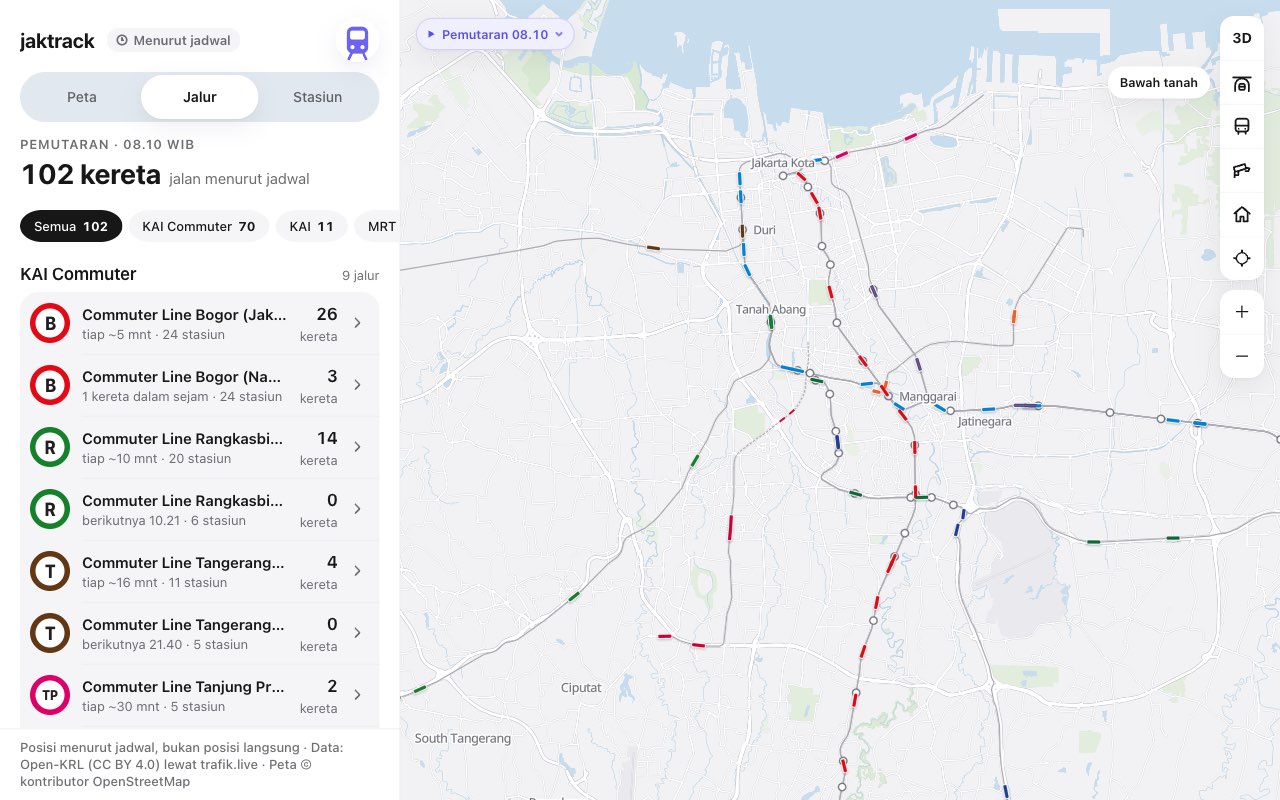 jaktrack
Menurut jadwal
Peta
Jalur
Stasiun
PEMUTARAN · 08.10 WIB
102 kereta jalan menurut jadwal
Semua 102
KAI Commuter 70
KAI 11
MRT
KAI Commuter
9 jalur
B
Commuter Line Bogor (Jak...
26
tiap ~5 mnt · 24 stasiun
kereta
B
Commuter Line Bogor (Na...
3
1 kereta dalam sejam · 24 stasiun
kereta
R
Commuter Line Rangkasbi...
14
tiap ~10 mnt · 20 stasiun
kereta
R
Commuter Line Rangkasbi...
0
berikutnya 10.21 · 6 stasiun
kereta
T
Commuter Line Tangerang...
4
tiap ~16 mnt · 11 stasiun
kereta
T
Commuter Line Tangerang...
0
berikutnya 21.40 · 5 stasiun
kereta
TP
Commuter Line Tanjung Pr...
2
tiap ~30 mnt · 5 stasiun
kereta
Posisi menurut jadwal, bukan posisi langsung · Data:
Open-KRL (CC BY 4.0) lewat trafik.live · Peta ©
kontributor OpenStreetMap
Pemutaran 08.10
3D
Bawah tanah
Jakarta Kota
Duri
Tanah Abang
Manggarai
Jatinegara
Ciputat
South Tangerang